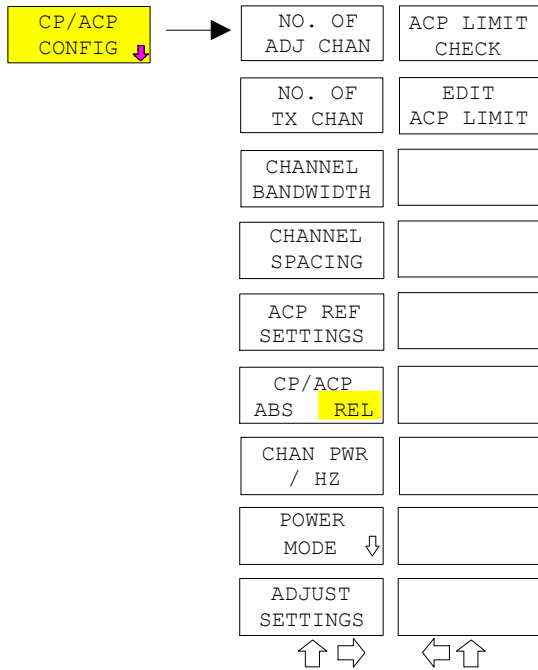 CP/ACP
CONFIG
NO. OF
ADJ CHAN
NO. OF
TX CHAN
CHANNEL
BANDWIDTH
CHANNEL
SPACING
ACP REF
SETTINGS
CP/ACP
ABS REL
CHAN PWR
/ HZ
POWER
MODE
ADJUST
SETTINGS
ACP LIMIT
CHECK
EDIT
ACP LIMIT